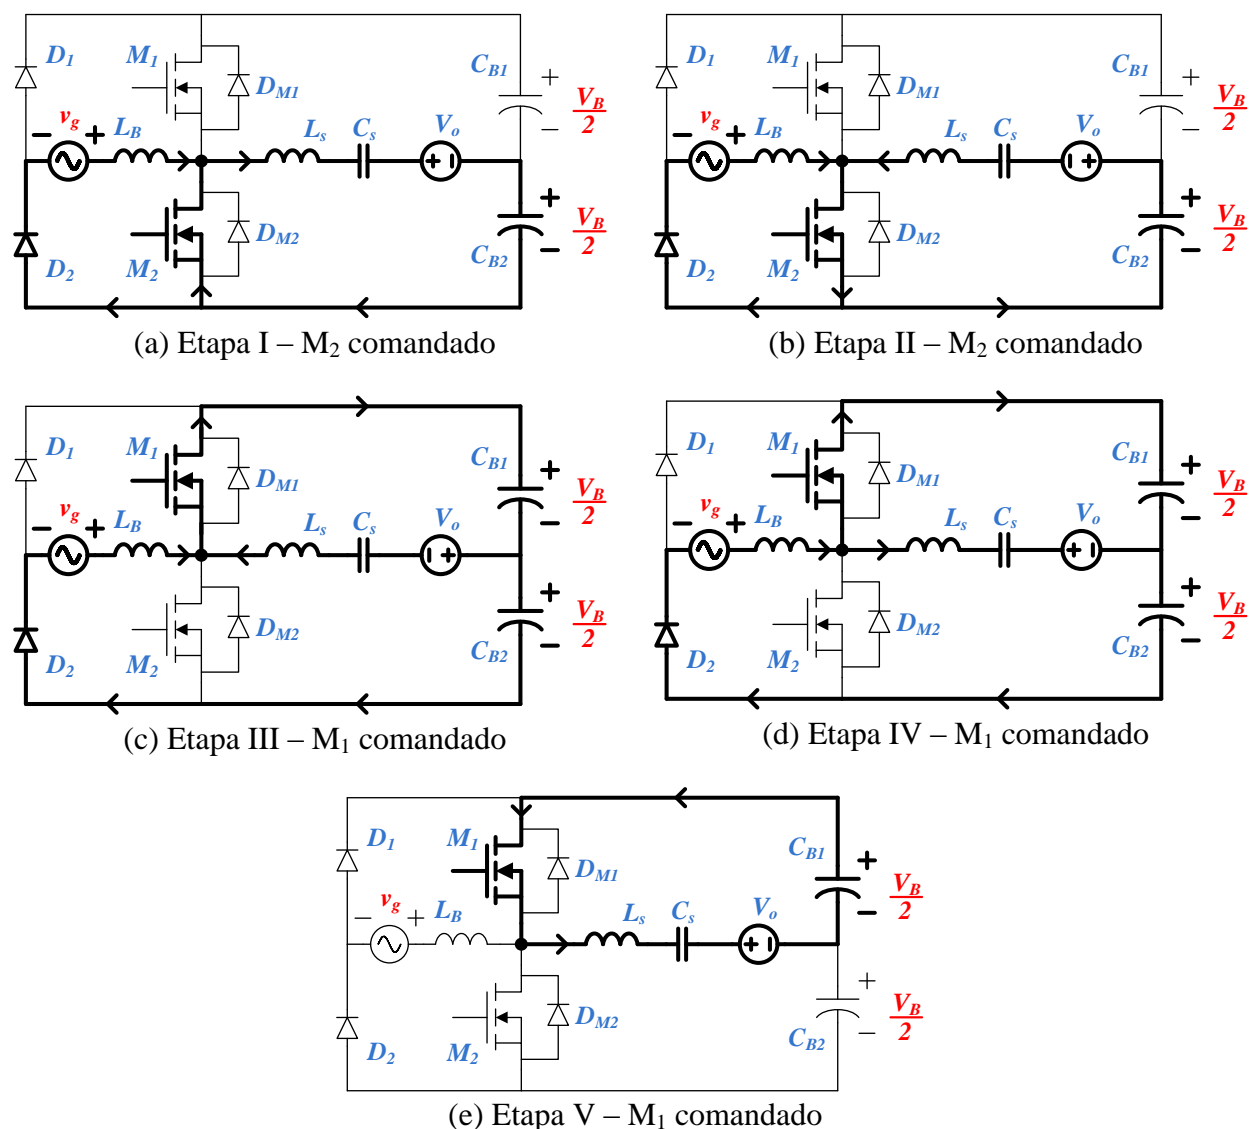 D1 M1 DM1 CB1 + VB/2 −
− vg + LB Ls Cs Vo
D2 M2 DM2 CB2 + VB/2 −
(a) Etapa I – M2 comandado
D1 M1 DM1 CB1 + VB/2 −
− vg + LB Ls Cs Vo
D2 M2 DM2 CB2 + VB/2 −
(b) Etapa II – M2 comandado
D1 M1 DM1 CB1 + VB/2 −
− vg + LB Ls Cs Vo
D2 M2 DM2 CB2 + VB/2 −
(c) Etapa III – M1 comandado
D1 M1 DM1 CB1 + VB/2 −
− vg + LB Ls Cs Vo
D2 M2 DM2 CB2 + VB/2 −
(d) Etapa IV – M1 comandado
D1 M1 DM1 CB1 + VB/2 −
− vg + LB Ls Cs Vo
D2 M2 DM2 CB2 + VB/2 −
(e) Etapa V – M1 comandado